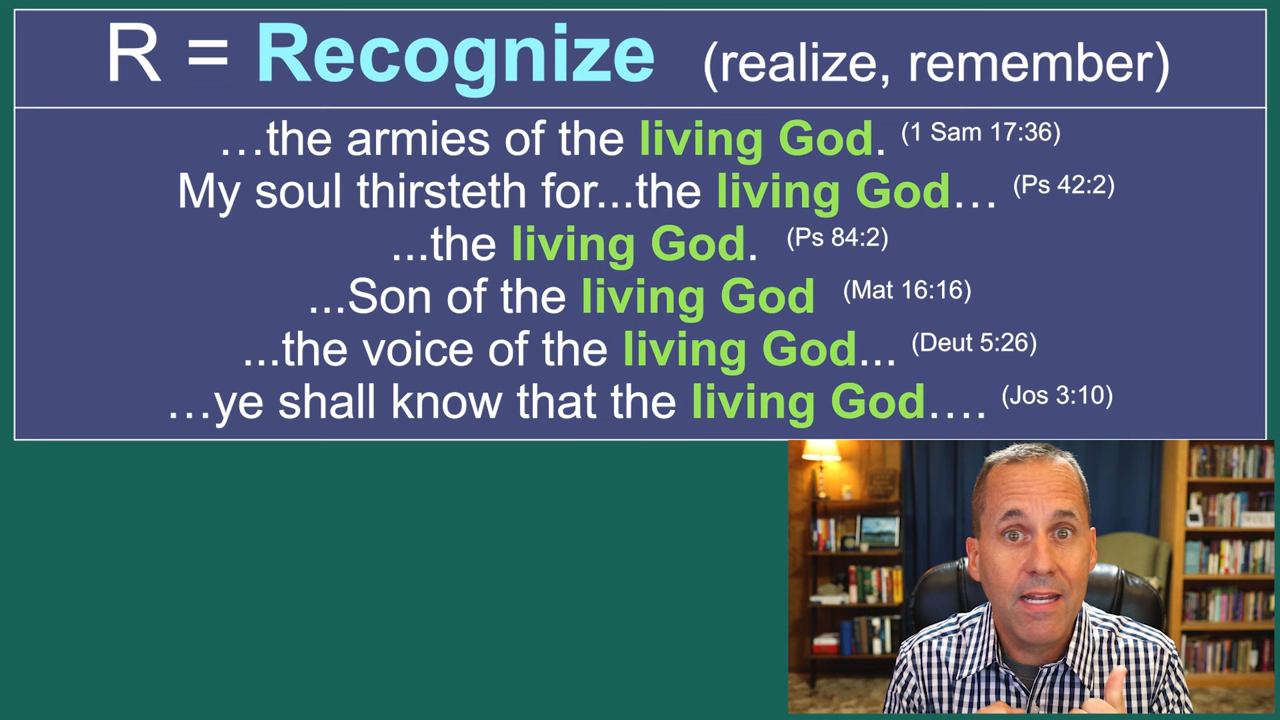 R = Recognize (realize, remember)
…the armies of the living God. (1 Sam 17:36)
My soul thirsteth for...the living God… (Ps 42:2)
...the living God. (Ps 84:2)
...Son of the living God (Mat 16:16)
...the voice of the living God... (Deut 5:26)
…ye shall know that the living God…. (Jos 3:10)